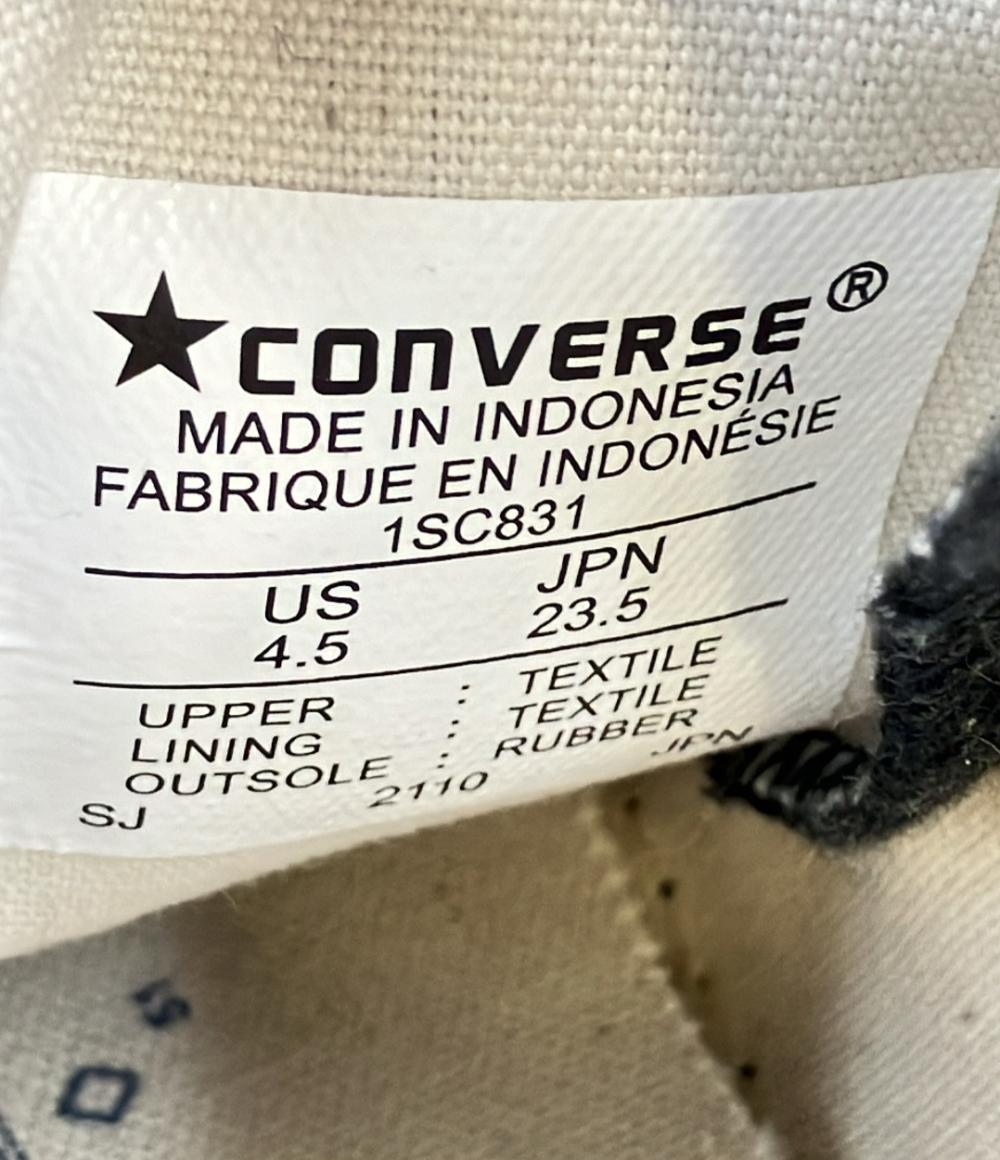 ★CONVERSE®
MADE IN INDONESIA
FABRIQUE EN INDONÉSIE
1SC831
US JPN
4.5 23.5
UPPER : TEXTILE
LINING : TEXTILE
OUTSOLE : RUBBER
SJ 2110 JPN